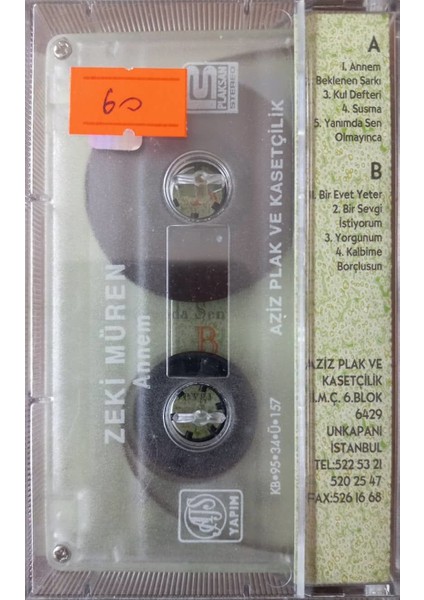 60
PLAKSAN
STEREO
ZEKİ MÜREN
Annem
AZİZ PLAK VE KASETÇİLİK
B
KB•95•34•Ü•157
YAPIM
A
1. Annem
Beklenen Şarkı
3. Kul Defteri
4. Susma
5. Yanımda Sen
Olmayınca
B
1. Bir Evet Yeter
2. Bir Sevgi
İstiyorum
3. Yorgunum
4. Kalbime
Borçlusun
AZİZ PLAK VE
KASETÇİLİK
İ.M.Ç. 6.BLOK
6429
UNKAPANI
İSTANBUL
TEL:522 53 21
520 25 47
FAX:526 16 68